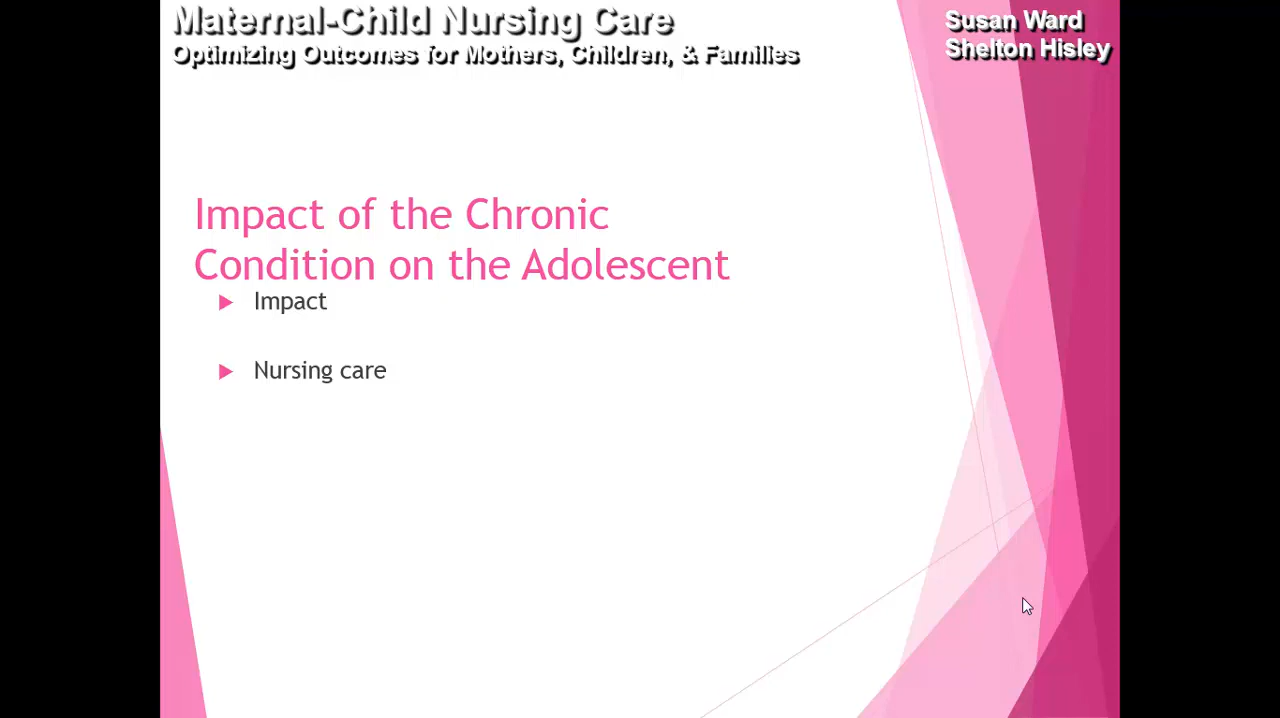 Maternal-Child Nursing Care
Optimizing Outcomes for Mothers, Children, & Families
Susan Ward
Shelton Hisley
Impact of the Chronic
Condition on the Adolescent
Impact
Nursing care